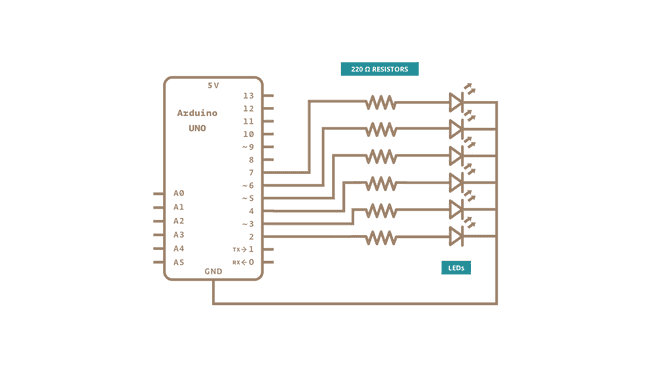 220 Ω RESISTORS
5V
Arduino
UNO
13
12
11
10
~9
8
7
~6
~5
4
~3
2
TX→1
RX←0
A0
A1
A2
A3
A4
A5
GND
LEDs